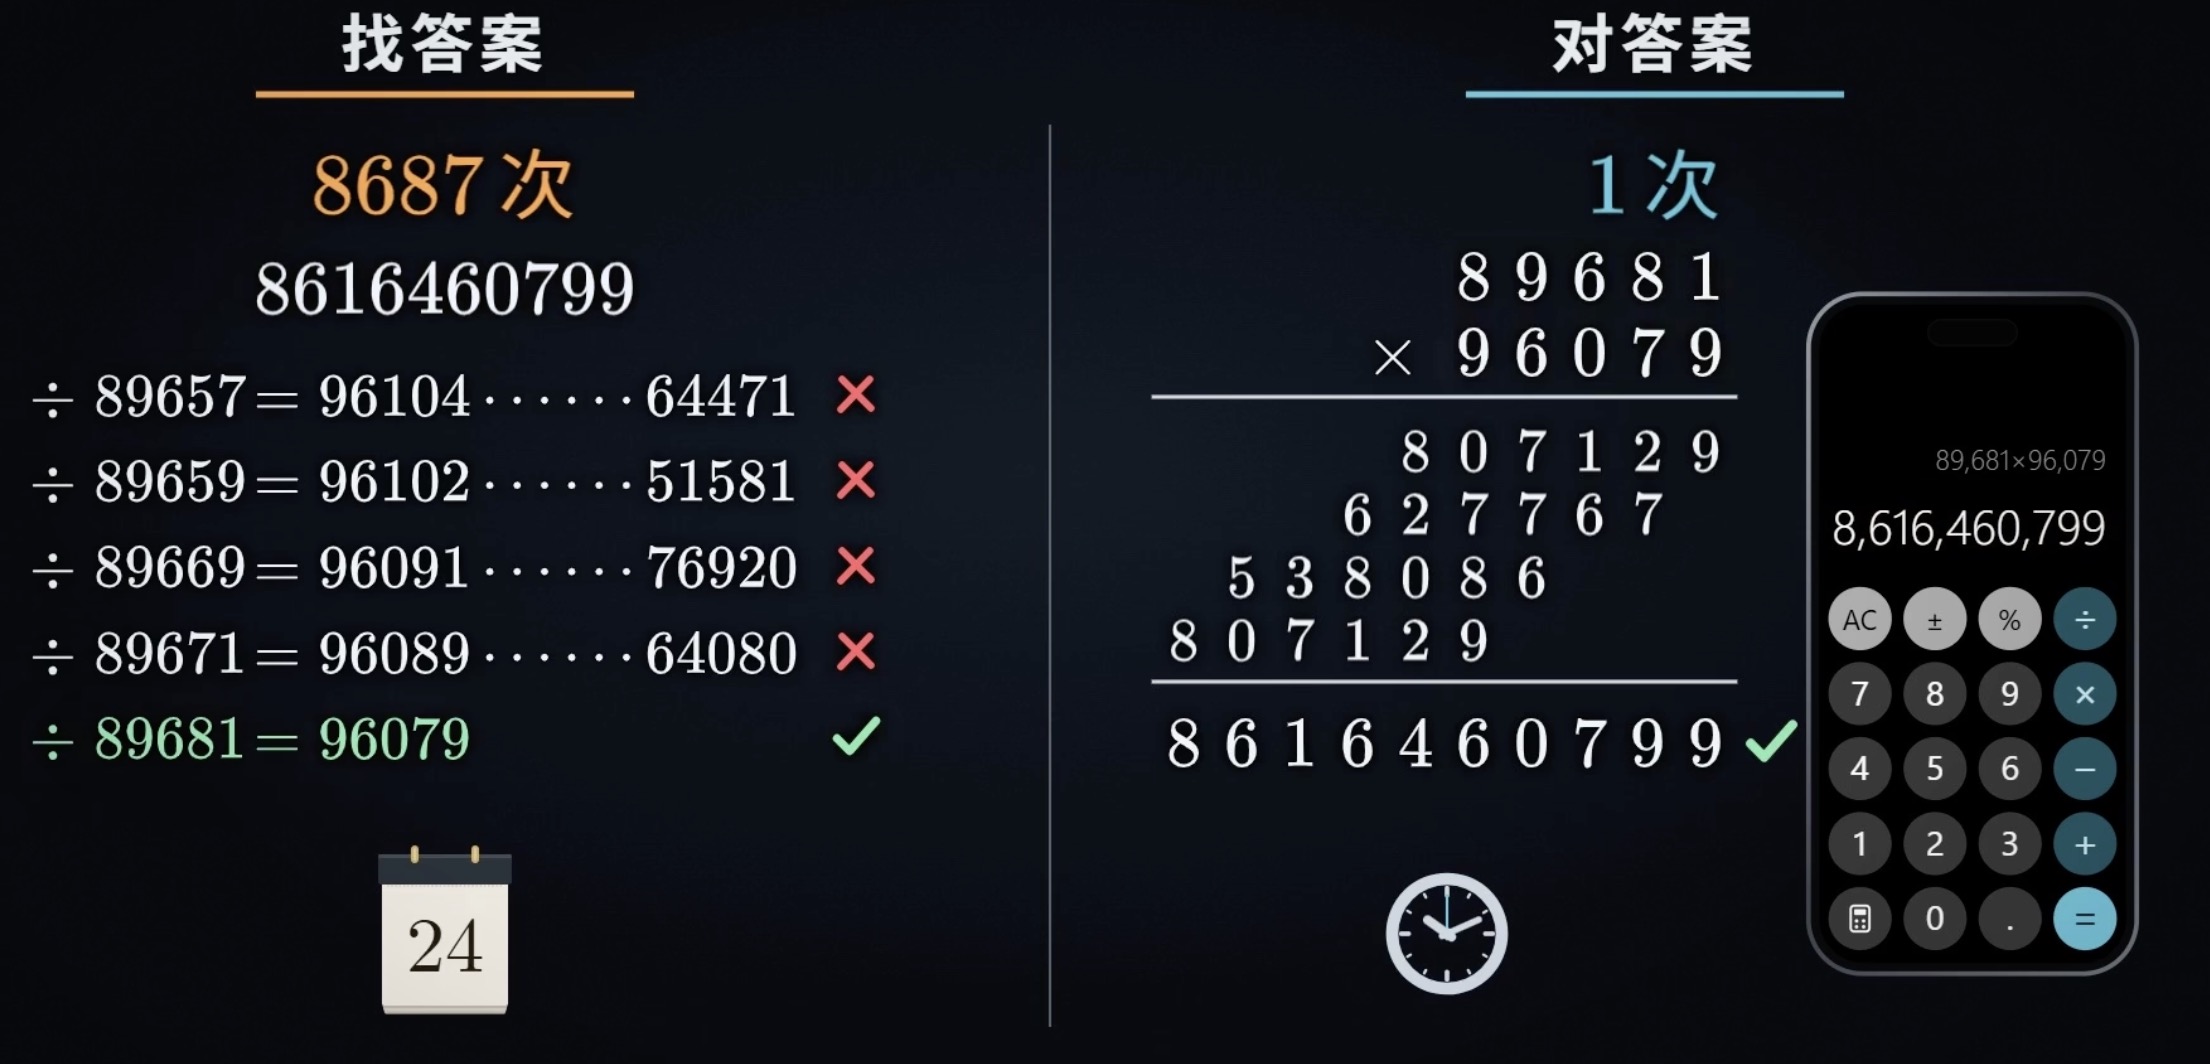 找答案
8687次
8616460799
÷ 89657 = 96104 ······ 64471 ×
÷ 89659 = 96102 ······ 51581 ×
÷ 89669 = 96091 ······ 76920 ×
÷ 89671 = 96089 ······ 64080 ×
÷ 89681 = 96079 ✓
24
对答案
1次
8 9 6 8 1
× 9 6 0 7 9
8 0 7 1 2 9
6 2 7 7 6 7
5 3 8 0 8 6
8 0 7 1 2 9
8 6 1 6 4 6 0 7 9 9 ✓
89,681×96,079
8,616,460,799
AC ± % ÷
7 8 9 ×
4 5 6 −
1 2 3 +
0 . =